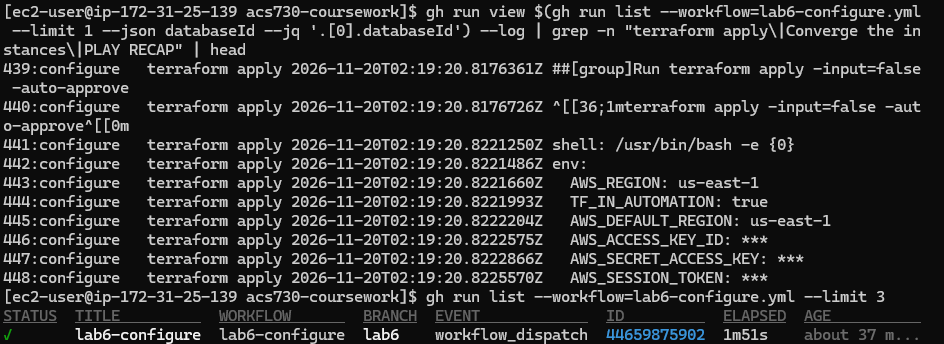 [ec2-user@ip-172-31-25-139 acs730-coursework]$ gh run view $(gh run list --workflow=lab6-configure.yml
 --limit 1 --json databaseId --jq '.[0].databaseId') --log | grep -n "terraform apply\|Converge the in
stances\|PLAY RECAP" | head
439:configure   terraform apply 2026-11-20T02:19:20.8176361Z ##[group]Run terraform apply -input=false
 -auto-approve
440:configure   terraform apply 2026-11-20T02:19:20.8176726Z ^[[36;1mterraform apply -input=false -aut
o-approve^[[0m
441:configure   terraform apply 2026-11-20T02:19:20.8221250Z shell: /usr/bin/bash -e {0}
442:configure   terraform apply 2026-11-20T02:19:20.8221486Z env:
443:configure   terraform apply 2026-11-20T02:19:20.8221660Z   AWS_REGION: us-east-1
444:configure   terraform apply 2026-11-20T02:19:20.8221993Z   TF_IN_AUTOMATION: true
445:configure   terraform apply 2026-11-20T02:19:20.8222204Z   AWS_DEFAULT_REGION: us-east-1
446:configure   terraform apply 2026-11-20T02:19:20.8222575Z   AWS_ACCESS_KEY_ID: ***
447:configure   terraform apply 2026-11-20T02:19:20.8222866Z   AWS_SECRET_ACCESS_KEY: ***
448:configure   terraform apply 2026-11-20T02:19:20.8225570Z   AWS_SESSION_TOKEN: ***
[ec2-user@ip-172-31-25-139 acs730-coursework]$ gh run list --workflow=lab6-configure.yml --limit 3
STATUS  TITLE           WORKFLOW        BRANCH  EVENT              ID           ELAPSED  AGE
✓       lab6-configure  lab6-configure  lab6    workflow_dispatch  44659875902  1m51s    about 37 m...